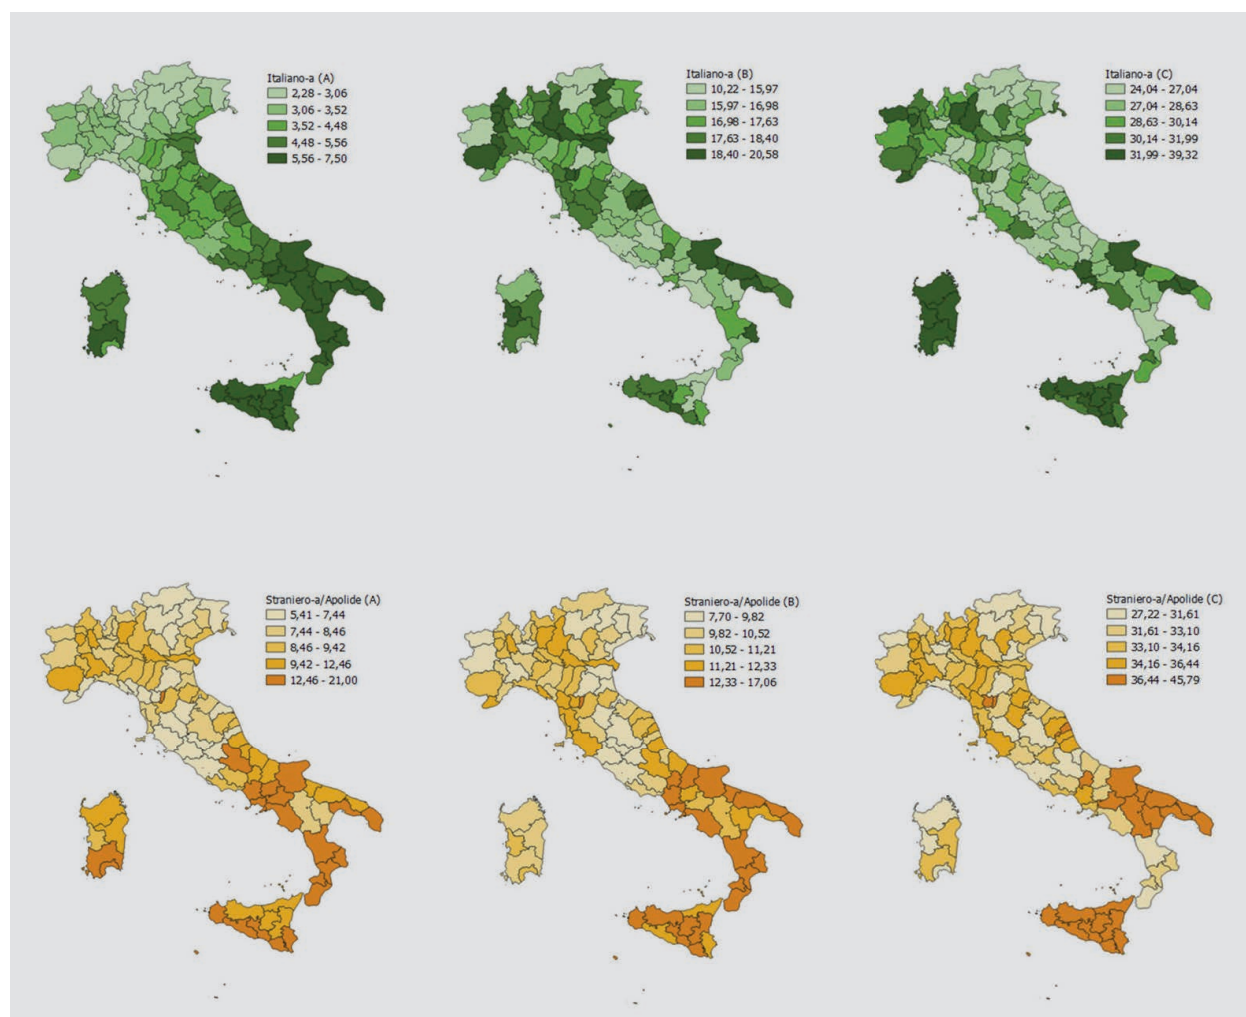 Italiano-a (A)
2,28 - 3,06
3,06 - 3,52
3,52 - 4,48
4,48 - 5,56
5,56 - 7,50
Italiano-a (B)
10,22 - 15,97
15,97 - 16,98
16,98 - 17,63
17,63 - 18,40
18,40 - 20,58
Italiano-a (C)
24,04 - 27,04
27,04 - 28,63
28,63 - 30,14
30,14 - 31,99
31,99 - 39,32
Straniero-a/Apolide (A)
5,41 - 7,44
7,44 - 8,46
8,46 - 9,42
9,42 - 12,46
12,46 - 21,00
Straniero-a/Apolide (B)
7,70 - 9,82
9,82 - 10,52
10,52 - 11,21
11,21 - 12,33
12,33 - 17,06
Straniero-a/Apolide (C)
27,22 - 31,61
31,61 - 33,10
33,10 - 34,16
34,16 - 36,44
36,44 - 45,79